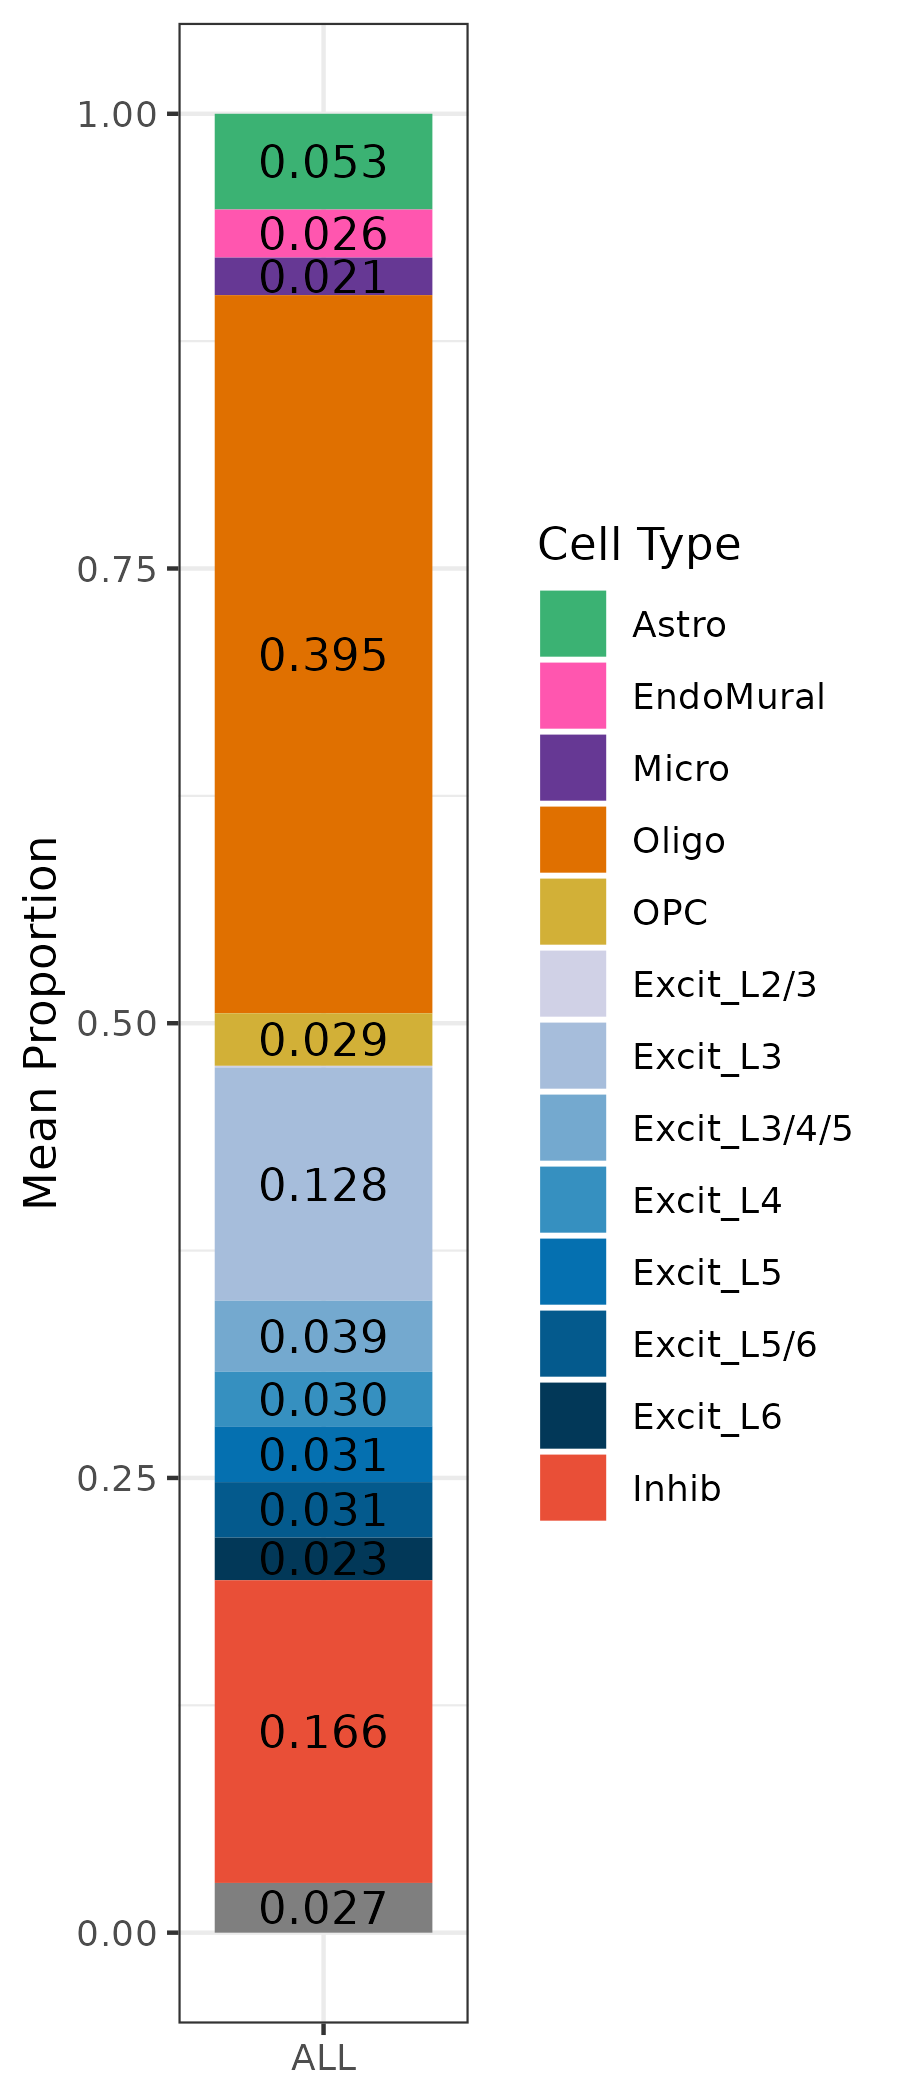 1.00
0.75
0.50
0.25
0.00
Mean Proportion
0.053
0.026
0.021
0.395
0.029
0.128
0.039
0.030
0.031
0.031
0.023
0.166
0.027
ALL
Cell Type
Astro
EndoMural
Micro
Oligo
OPC
Excit_L2/3
Excit_L3
Excit_L3/4/5
Excit_L4
Excit_L5
Excit_L5/6
Excit_L6
Inhib